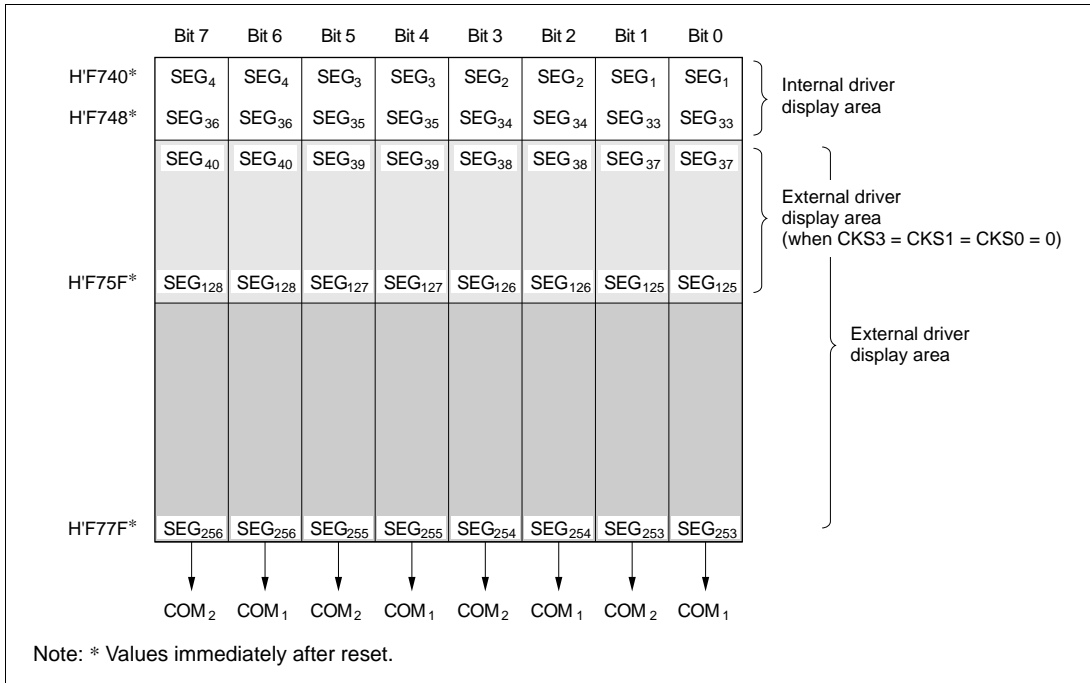 Bit 7 Bit 6 Bit 5 Bit 4 Bit 3 Bit 2 Bit 1 Bit 0
H'F740* SEG4 SEG4 SEG3 SEG3 SEG2 SEG2 SEG1 SEG1
Internal driver
display area
H'F748* SEG36 SEG36 SEG35 SEG35 SEG34 SEG34 SEG33 SEG33
SEG40 SEG40 SEG39 SEG39 SEG38 SEG38 SEG37 SEG37
External driver
display area
(when CKS3 = CKS1 = CKS0 = 0)
H'F75F* SEG128 SEG128 SEG127 SEG127 SEG126 SEG126 SEG125 SEG125
External driver
display area
H'F77F* SEG256 SEG256 SEG255 SEG255 SEG254 SEG254 SEG253 SEG253
COM2 COM1 COM2 COM1 COM2 COM1 COM2 COM1
Note: * Values immediately after reset.